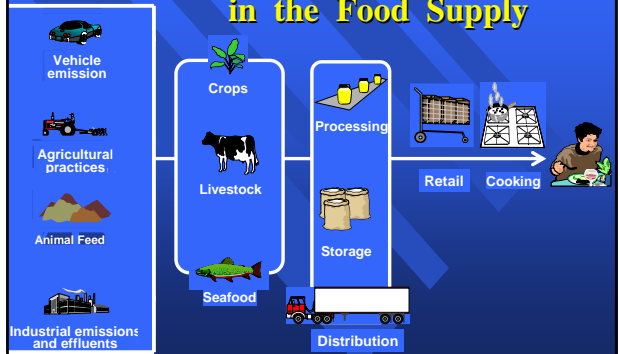 in the Food Supply
Vehicle
emission
Agricultural
practices
Animal Feed
Industrial emissions
and effluents
Crops
Livestock
Seafood
Processing
Storage
Distribution
Retail
Cooking